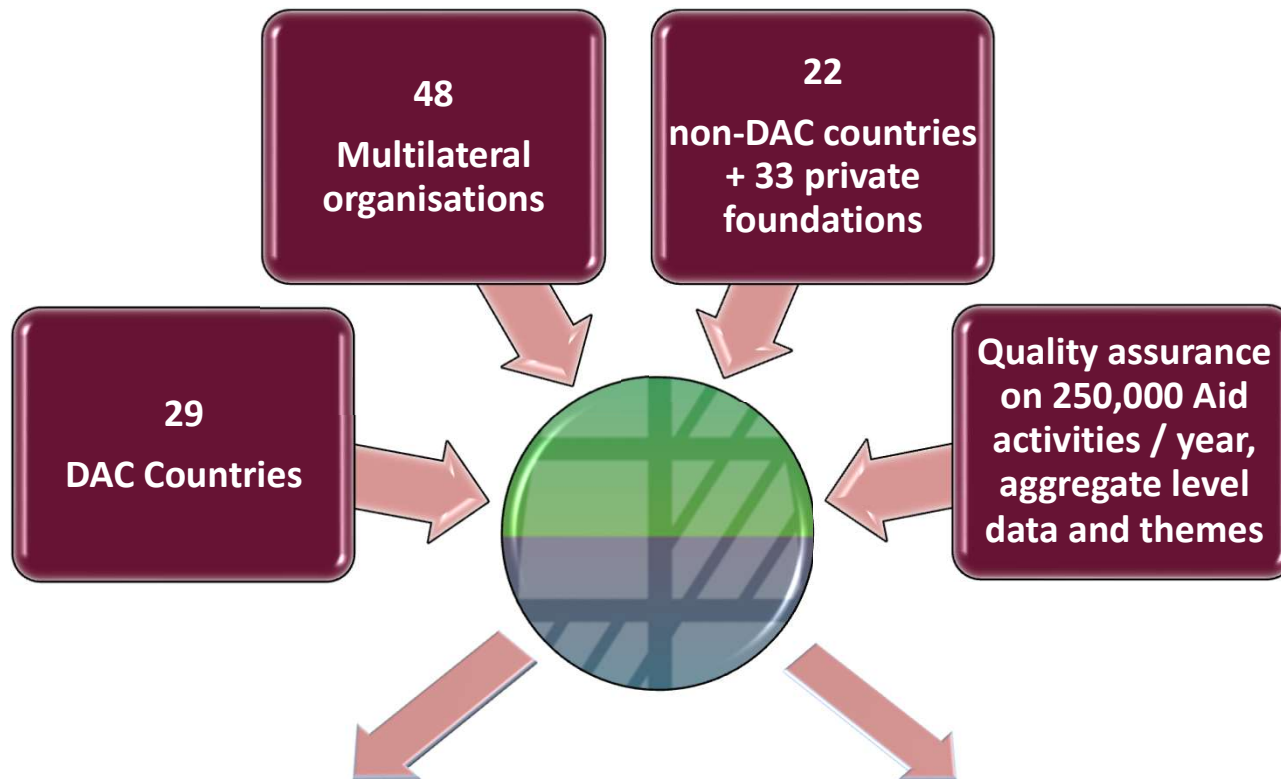 48
Multilateral
organisations
22
non-DAC countries
+ 33 private
foundations
29
DAC Countries
Quality assurance
on 250,000 Aid
activities / year,
aggregate level
data and themes